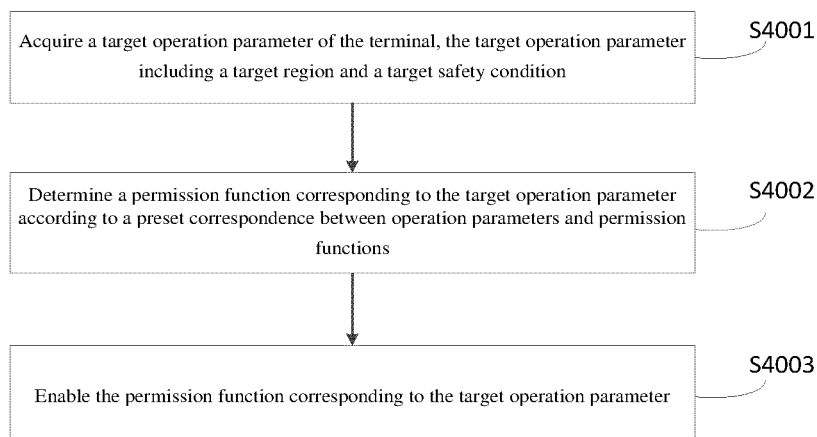 Acquire a target operation parameter of the terminal, the target operation parameter
including a target region and a target safety condition
S4001
Determine a permission function corresponding to the target operation parameter
according to a preset correspondence between operation parameters and permission
functions
S4002
Enable the permission function corresponding to the target operation parameter
S4003